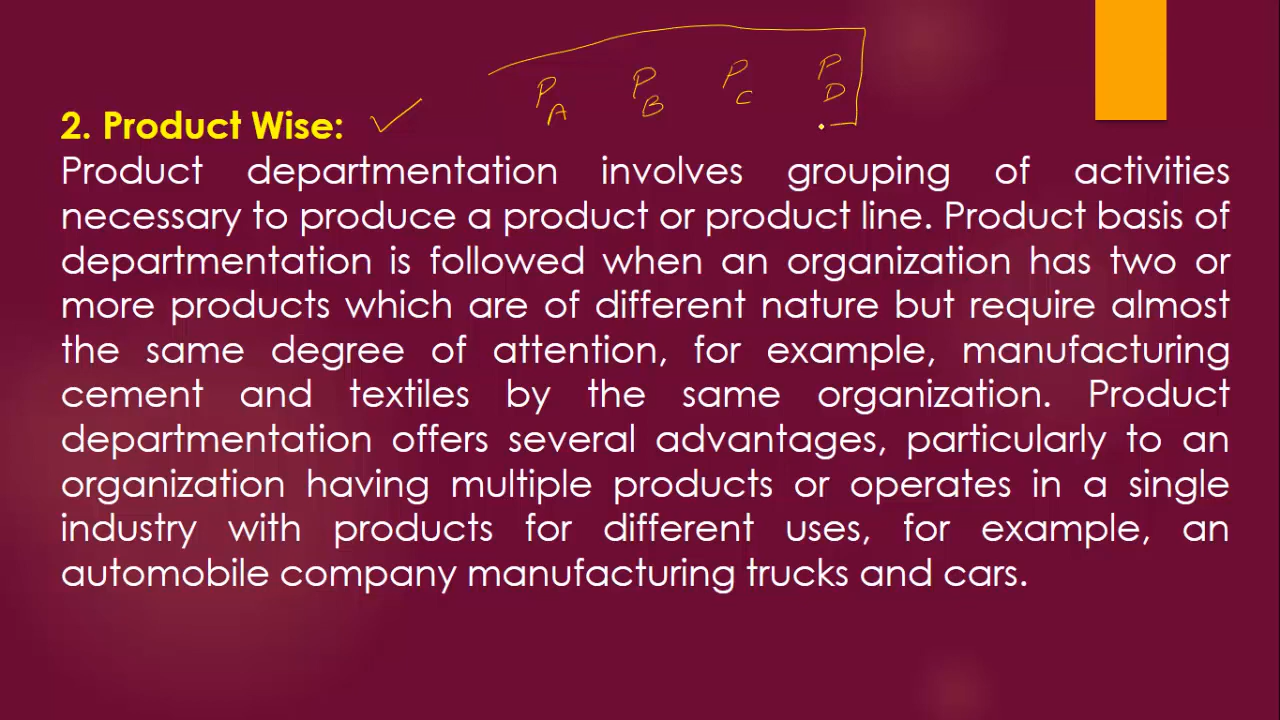 P P P P
A B C D
2. Product Wise:
Product departmentation involves grouping of activities
necessary to produce a product or product line. Product basis of
departmentation is followed when an organization has two or
more products which are of different nature but require almost
the same degree of attention, for example, manufacturing
cement and textiles by the same organization. Product
departmentation offers several advantages, particularly to an
organization having multiple products or operates in a single
industry with products for different uses, for example, an
automobile company manufacturing trucks and cars.